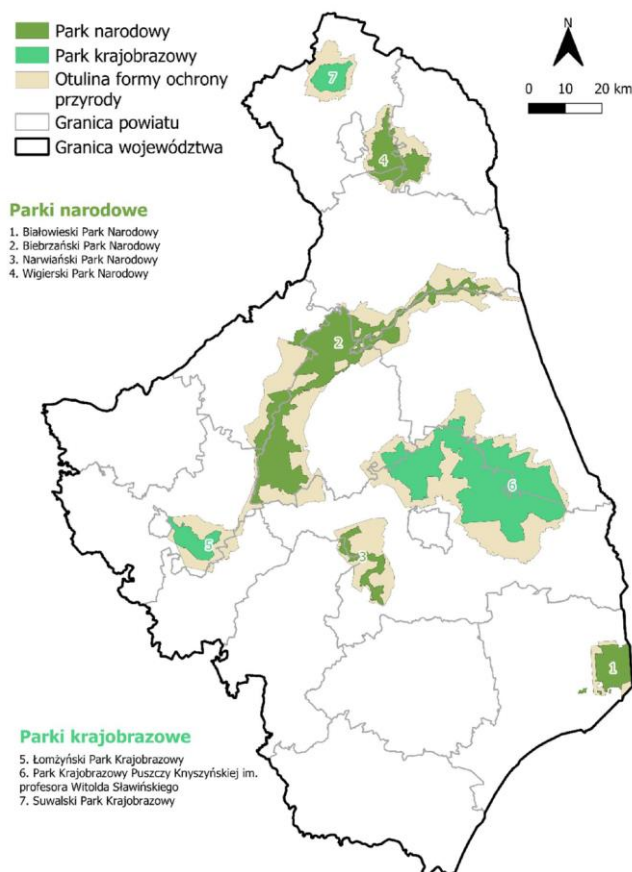 Park narodowy
Park krajobrazowy
Otulina formy ochrony
przyrody
Granica powiatu
Granica województwa
N
0 10 20 km
Parki narodowe
1. Białowieski Park Narodowy
2. Biebrzański Park Narodowy
3. Narwiański Park Narodowy
4. Wigierski Park Narodowy
7
4
2
6
5
3
1
Parki krajobrazowe
5. Łomżyński Park Krajobrazowy
6. Park Krajobrazowy Puszczy Knyszyńskiej im.
profesora Witolda Sławińskiego
7. Suwalski Park Krajobrazowy